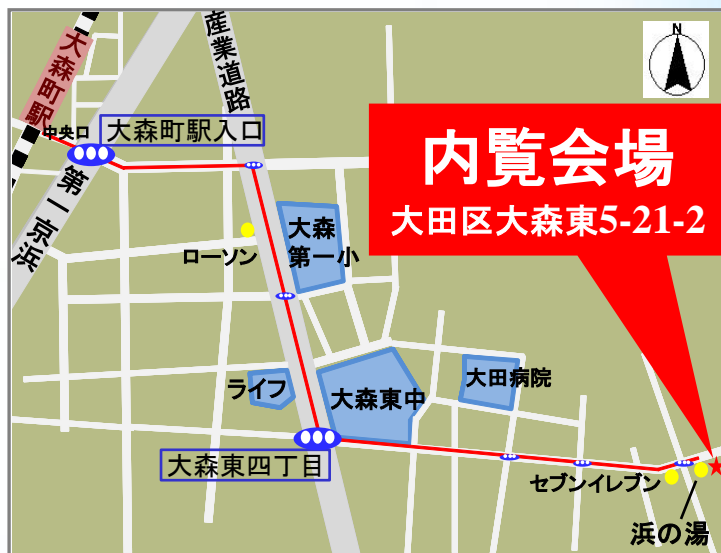 N
産業道路
大森町駅
中央口
大森町駅入口
第一京浜
内覧会場
大田区大森東5-21-2
大森
第一小
ローソン
ライフ
大森東中
大田病院
大森東四丁目
セブンイレブン
浜の湯